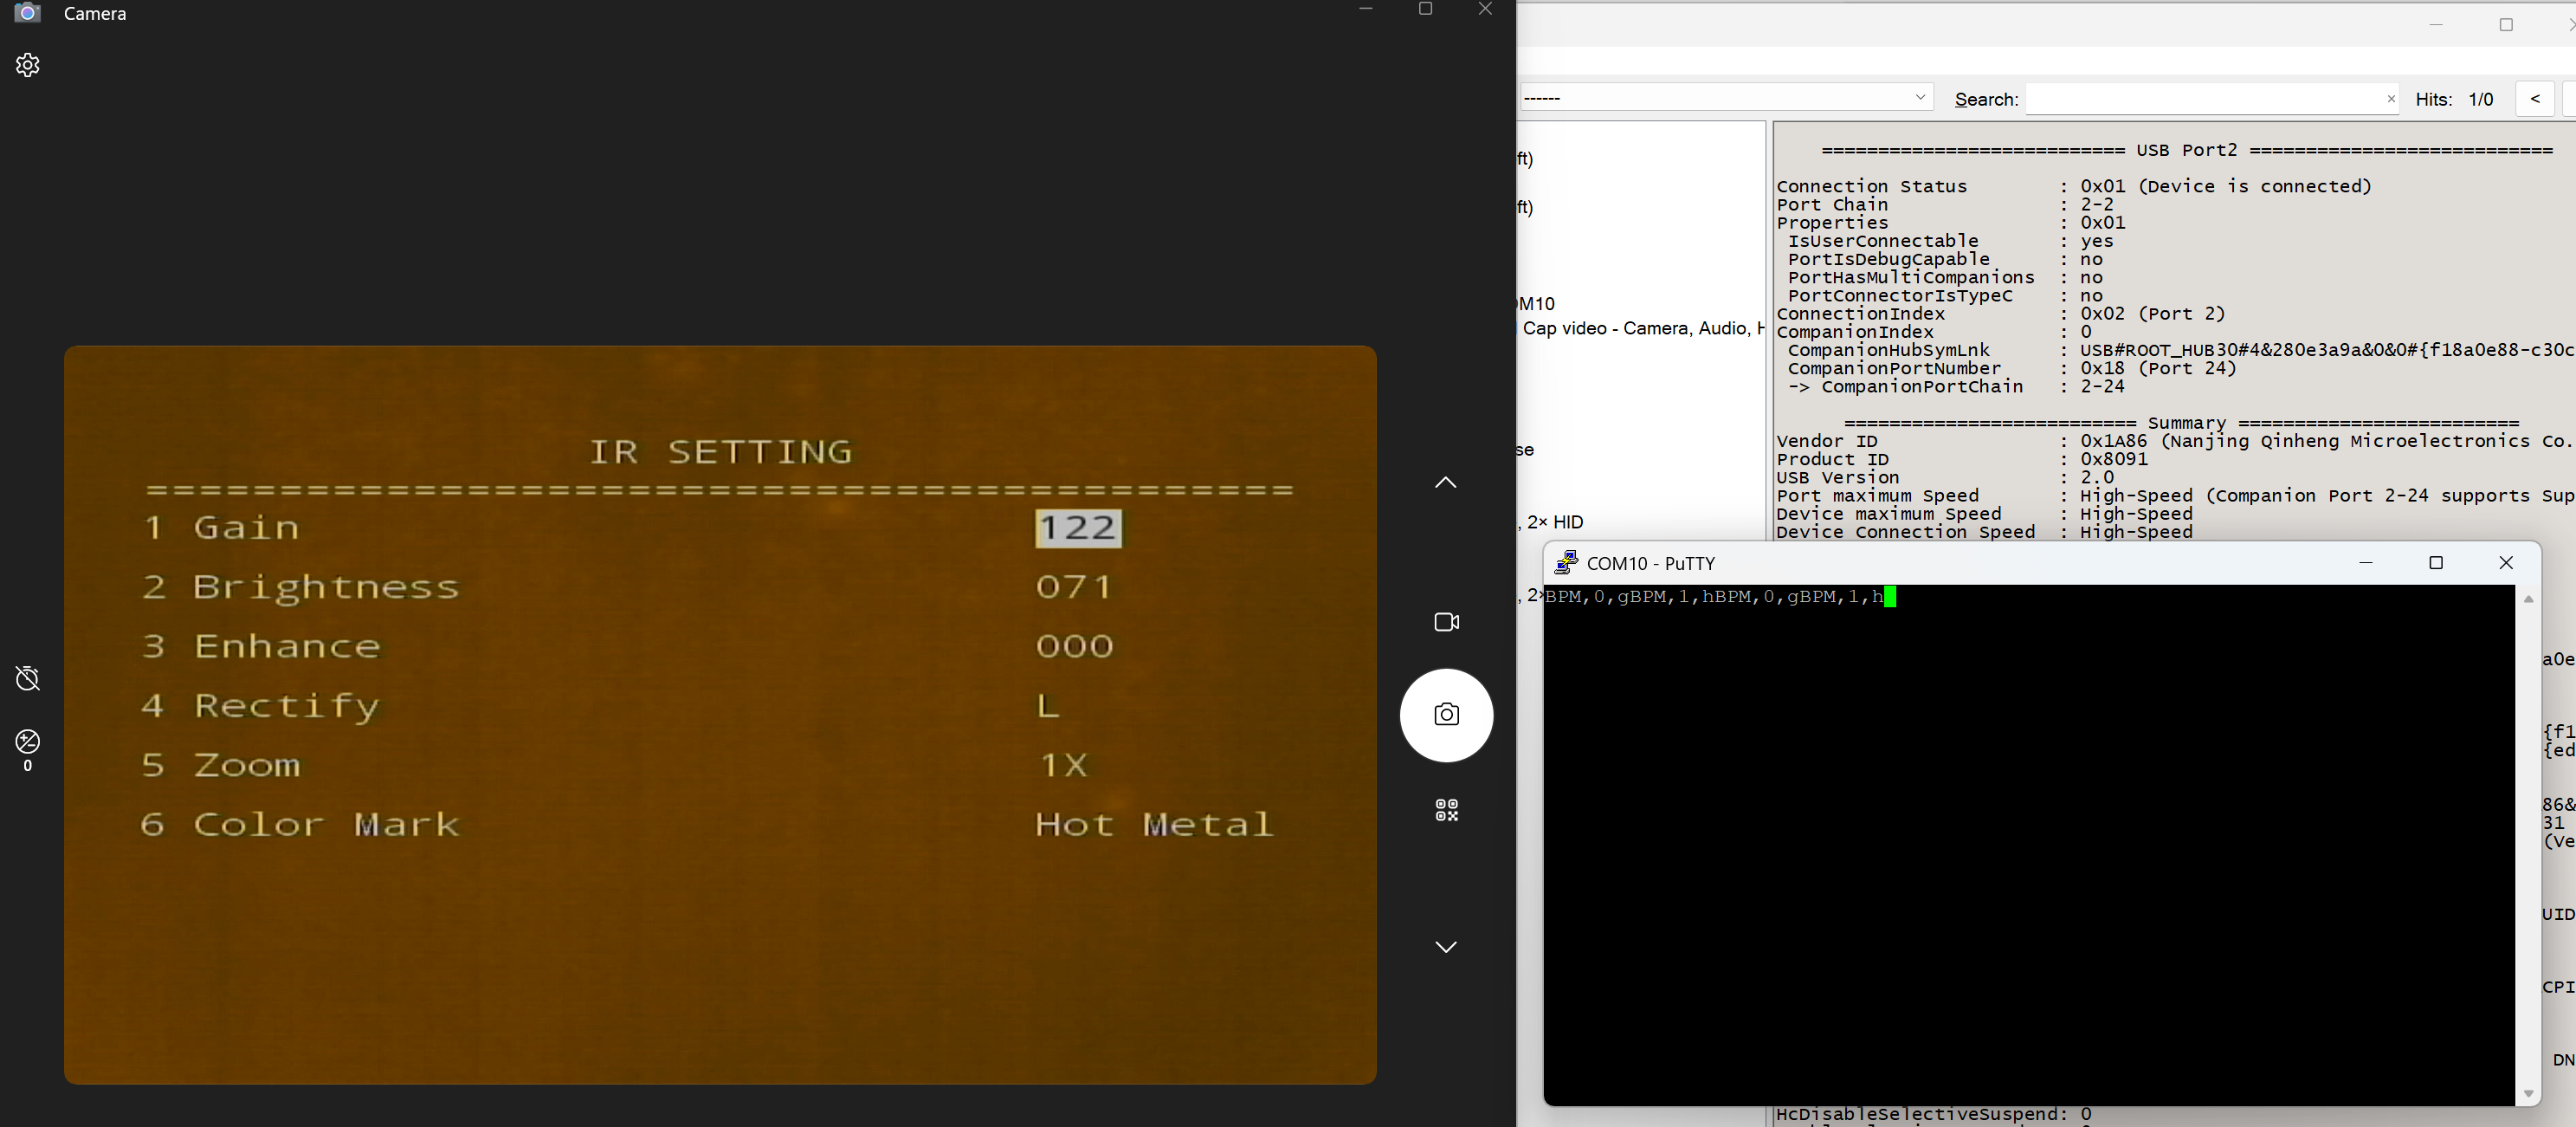 Camera
0
IR SETTING
===========================================
1 Gain 122
2 Brightness 071
3 Enhance 000
4 Rectify L
5 Zoom 1X
6 Color Mark Hot Metal
------
Search:
Hits: 1/0
<
ft)
ft)
M10
Cap video - Camera, Audio, H
se
, 2× HID
, 2×
=========================== USB Port2 ===========================
Connection Status : 0x01 (Device is connected)
Port Chain : 2-2
Properties : 0x01
IsUserConnectable : yes
PortIsDebugCapable : no
PortHasMultiCompanions : no
PortConnectorIsTypeC : no
ConnectionIndex : 0x02 (Port 2)
CompanionIndex : 0
CompanionHubSymLnk : USB#ROOT_HUB30#4&280e3a9a&0&0#{f18a0e88-c30c
CompanionPortNumber : 0x18 (Port 24)
-> CompanionPortChain : 2-24
========================== Summary =========================
Vendor ID : 0x1A86 (Nanjing Qinheng Microelectronics Co.
Product ID : 0x8091
USB Version : 2.0
Port maximum Speed : High-Speed (Companion Port 2-24 supports Sup
Device maximum Speed : High-Speed
Device Connection Speed : High-Speed
COM10 - PuTTY
BPM,0,gBPM,1,hBPM,0,gBPM,1,h
a0e
{f1
{ed
86&
31
(Ve
UID
CPI
DN
HcDisableSelectiveSuspend: 0